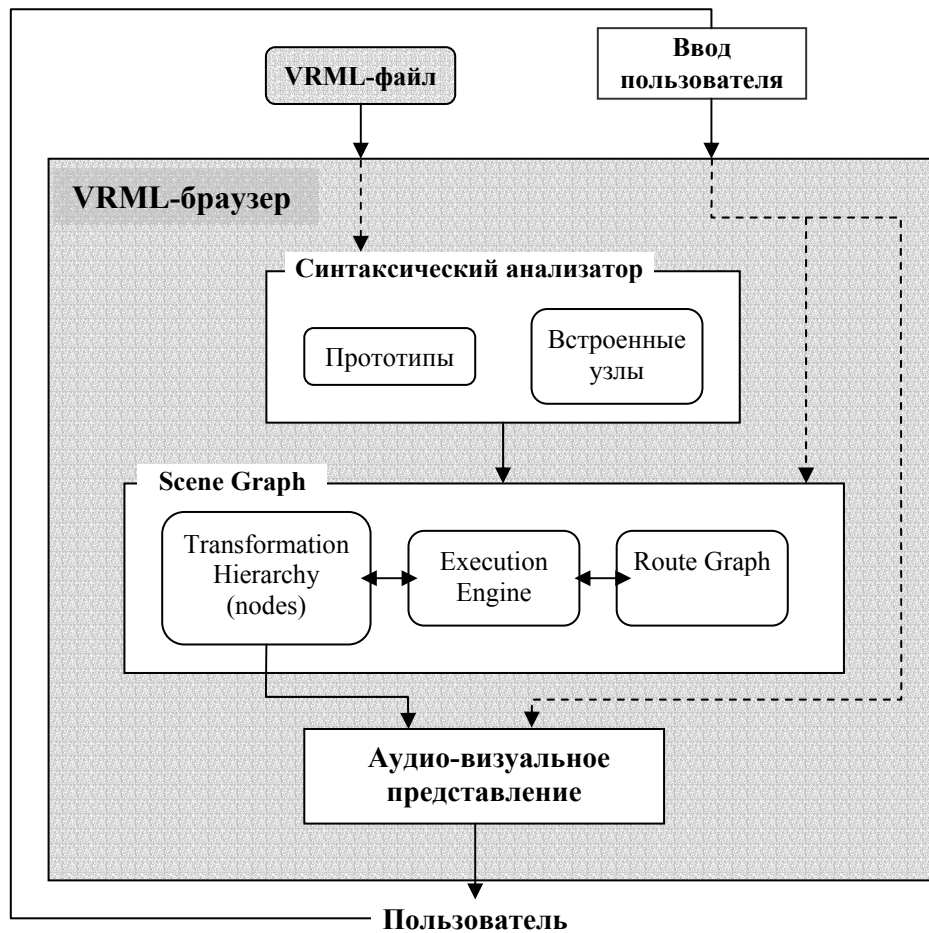 Ввод
пользователя
VRML-файл
VRML-браузер
Синтаксический анализатор
Прототипы
Встроенные
узлы
Scene Graph
Transformation
Hierarchy
(nodes)
Execution
Engine
Route Graph
Аудио-визуальное
представление
Пользователь